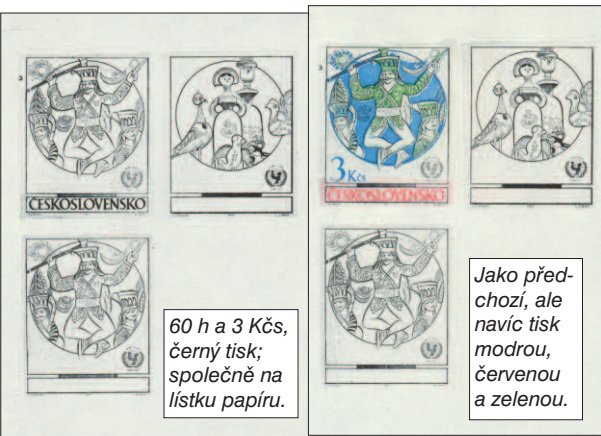 ČESKOSLOVENSKO
60 h a 3 Kčs,
černý tisk;
společně na
lístku papíru.
3 Kčs
ČESKOSLOVENSKO
Jako před-
chozí, ale
navíc tisk
modrou,
červenou
a zelenou.